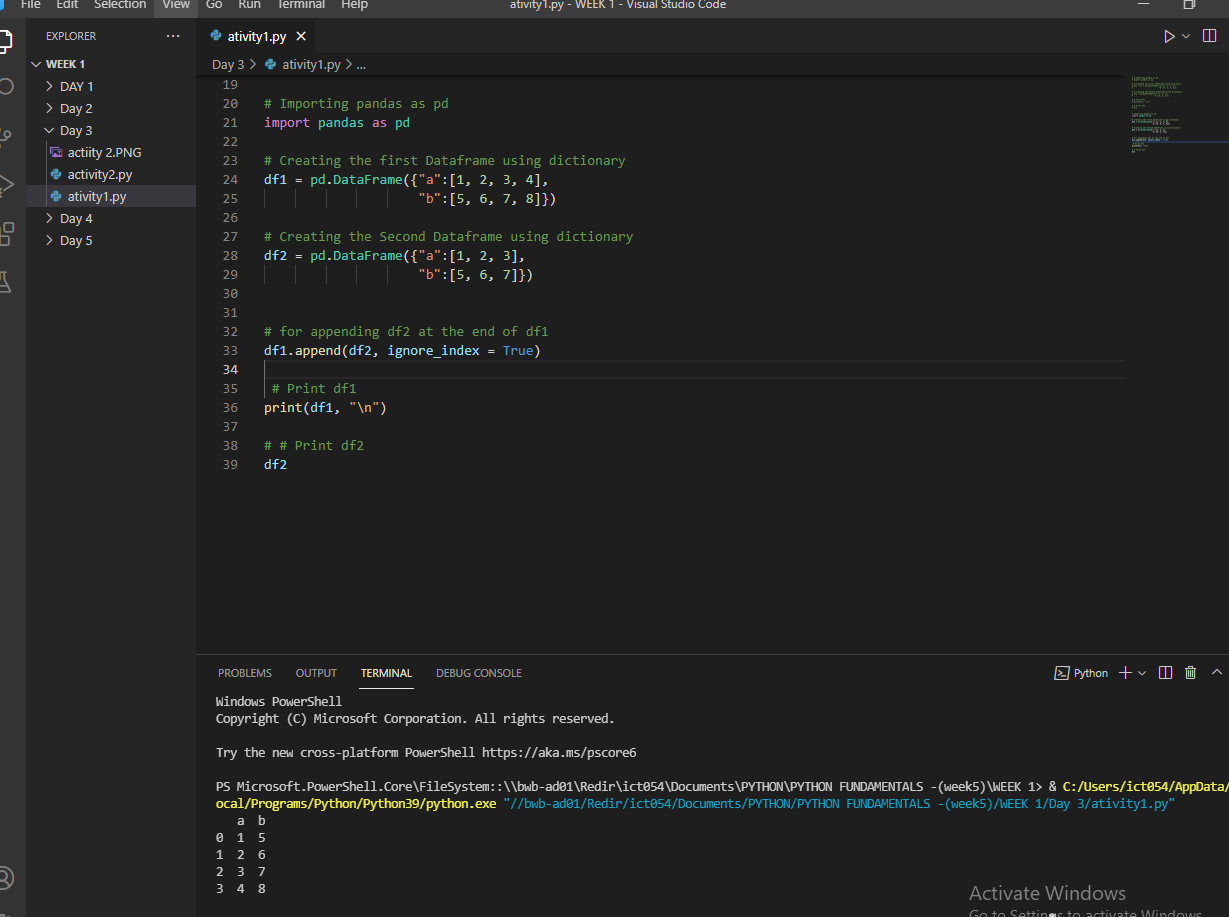 File Edit Selection View Go Run Terminal Help
ativity1.py - WEEK 1 - Visual Studio Code
EXPLORER ...
WEEK 1
DAY 1
Day 2
Day 3
actiity 2.PNG
activity2.py
ativity1.py
Day 4
Day 5
ativity1.py
Day 3 > ativity1.py > ...
19
20 # Importing pandas as pd
21 import pandas as pd
22
23 # Creating the first Dataframe using dictionary
24 df1 = pd.DataFrame({"a":[1, 2, 3, 4],
25 "b":[5, 6, 7, 8]})
26
27 # Creating the Second Dataframe using dictionary
28 df2 = pd.DataFrame({"a":[1, 2, 3],
29 "b":[5, 6, 7]})
30
31
32 # for appending df2 at the end of df1
33 df1.append(df2, ignore_index = True)
34
35 # Print df1
36 print(df1, "\n")
37
38 # # Print df2
39 df2
PROBLEMS OUTPUT TERMINAL DEBUG CONSOLE
Python
Windows PowerShell
Copyright (C) Microsoft Corporation. All rights reserved.
Try the new cross-platform PowerShell https://aka.ms/pscore6
PS Microsoft.PowerShell.Core\FileSystem::\\bwb-ad01\Redir\ict054\Documents\PYTHON\PYTHON FUNDAMENTALS -(week5)\WEEK 1> & C:/Users/ict054/AppData/
ocal/Programs/Python/Python39/python.exe "//bwb-ad01/Redir/ict054/Documents/PYTHON/PYTHON FUNDAMENTALS -(week5)/WEEK 1/Day 3/ativity1.py"
a b
0 1 5
1 2 6
2 3 7
3 4 8
Activate Windows
Go to Settings to activate Windows.